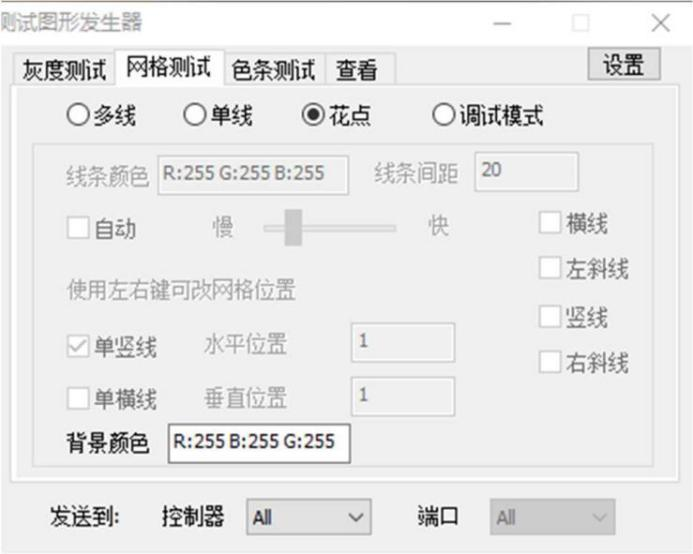 测试图形发生器
灰度测试 网格测试 色条测试 查看 设置
多线 单线 花点 调试模式
线条颜色 R:255 G:255 B:255 线条间距 20
自动 慢 快 横线
左斜线
使用左右键可改网格位置
竖线
单竖线 水平位置 1
右斜线
单横线 垂直位置 1
背景颜色 R:255 B:255 G:255
发送到: 控制器 All 端口 All